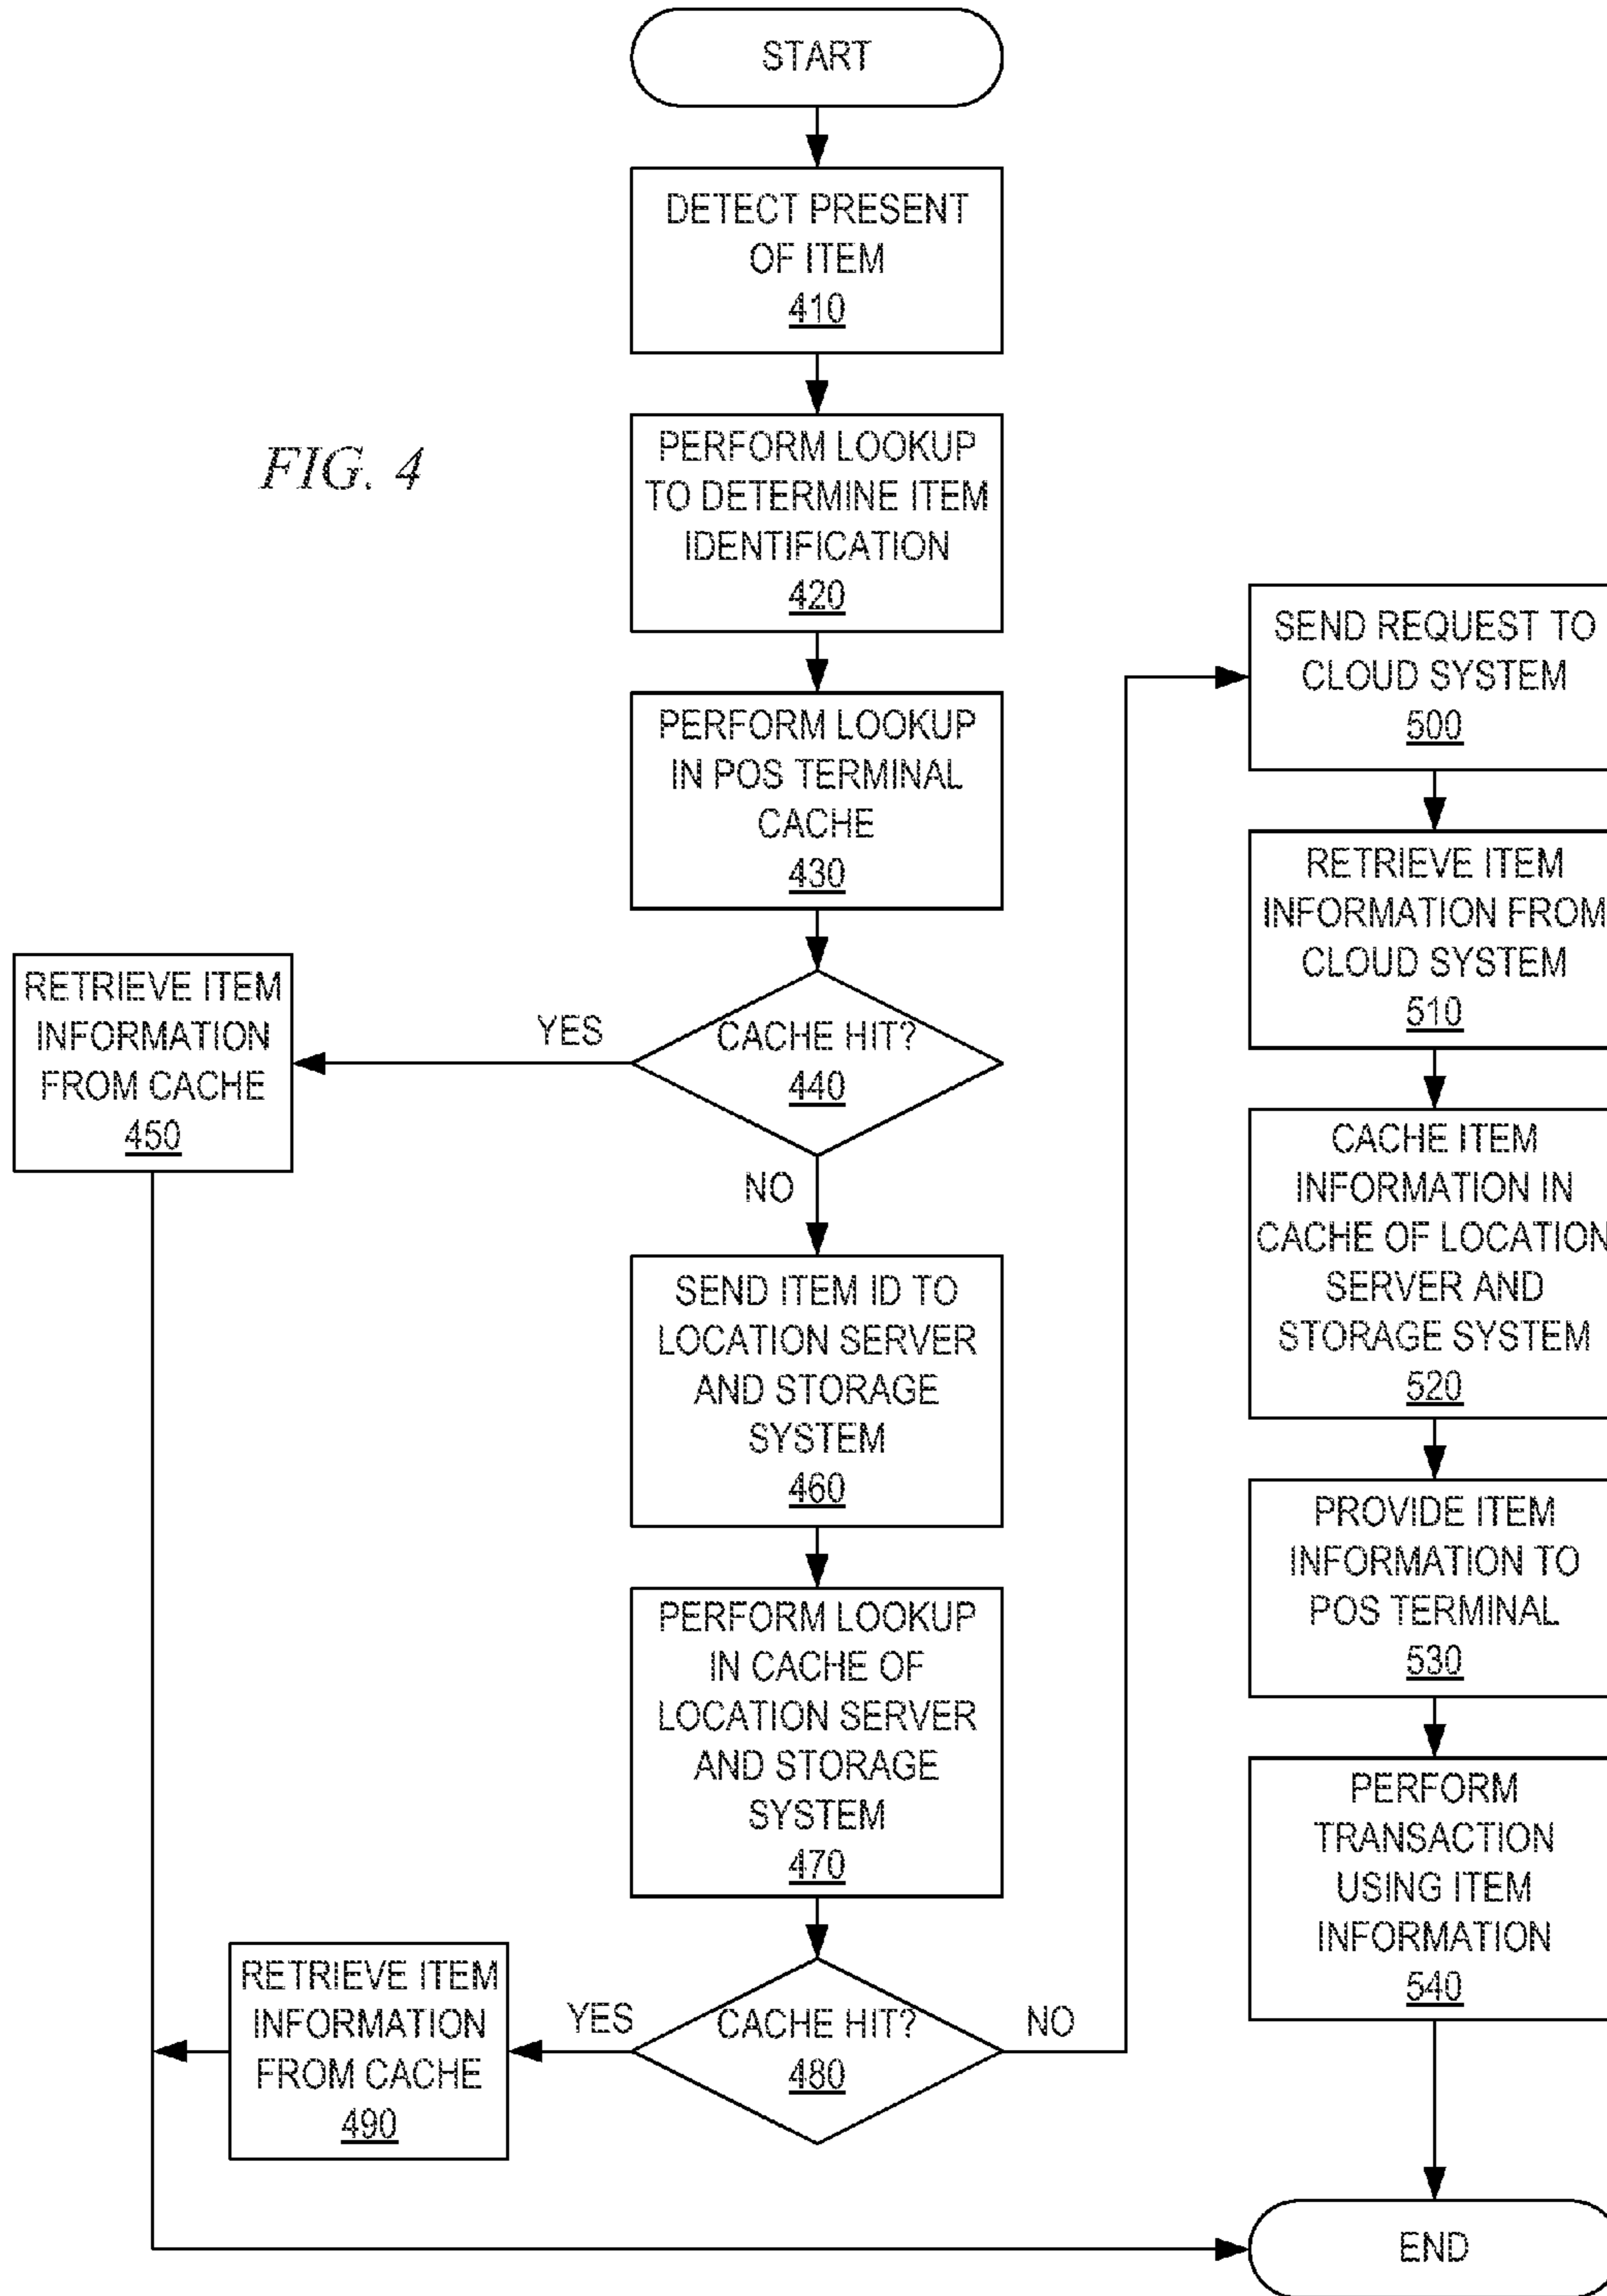 START
DETECT PRESENT
OF ITEM
410
FIG. 4
PERFORM LOOKUP
TO DETERMINE ITEM
IDENTIFICATION
420
PERFORM LOOKUP
IN POS TERMINAL
CACHE
430
CACHE HIT?
440
YES
RETRIEVE ITEM
INFORMATION
FROM CACHE
450
NO
SEND ITEM ID TO
LOCATION SERVER
AND STORAGE
SYSTEM
460
PERFORM LOOKUP
IN CACHE OF
LOCATION SERVER
AND STORAGE
SYSTEM
470
CACHE HIT?
480
YES
RETRIEVE ITEM
INFORMATION
FROM CACHE
490
NO
SEND REQUEST TO
CLOUD SYSTEM
500
RETRIEVE ITEM
INFORMATION FROM
CLOUD SYSTEM
510
CACHE ITEM
INFORMATION IN
CACHE OF LOCATION
SERVER AND
STORAGE SYSTEM
520
PROVIDE ITEM
INFORMATION TO
POS TERMINAL
530
PERFORM
TRANSACTION
USING ITEM
INFORMATION
540
END